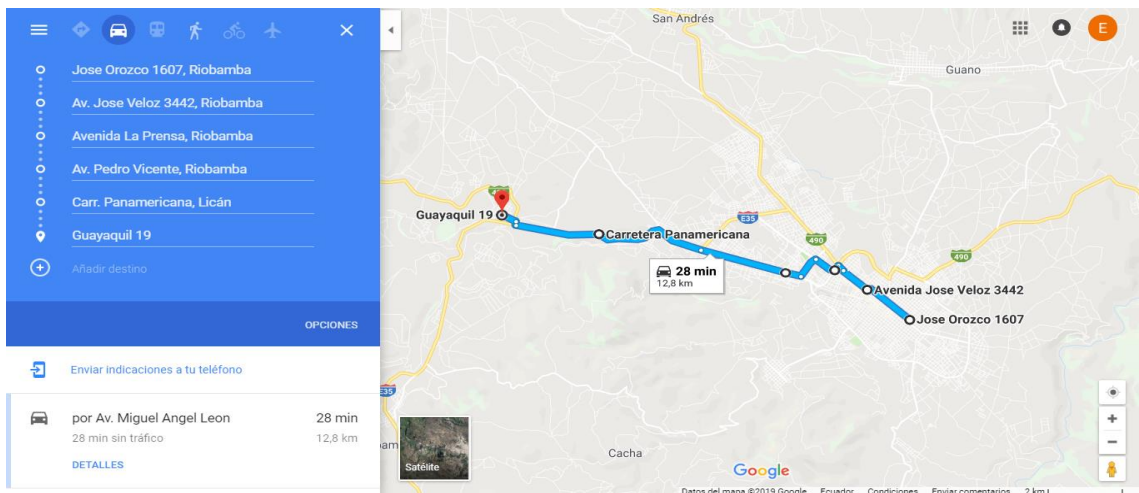 Jose Orozco 1607, Riobamba
Av. Jose Veloz 3442, Riobamba
Avenida La Prensa, Riobamba
Av. Pedro Vicente, Riobamba
Carr. Panamericana, Licán
Guayaquil 19
Añadir destino
OPCIONES
Enviar indicaciones a tu teléfono
por Av. Miguel Angel Leon 28 min
28 min sin tráfico 12,8 km
DETALLES
San Andrés
E
Guano
Guayaquil 19
E35
Carretera Panamericana
490
490
28 min
12,8 km
Avenida Jose Veloz 3442
Jose Orozco 1607
E35
Satélite
Cacha
Google
Datos del mapa ©2019 Google Ecuador Condiciones Enviar comentarios 2 km